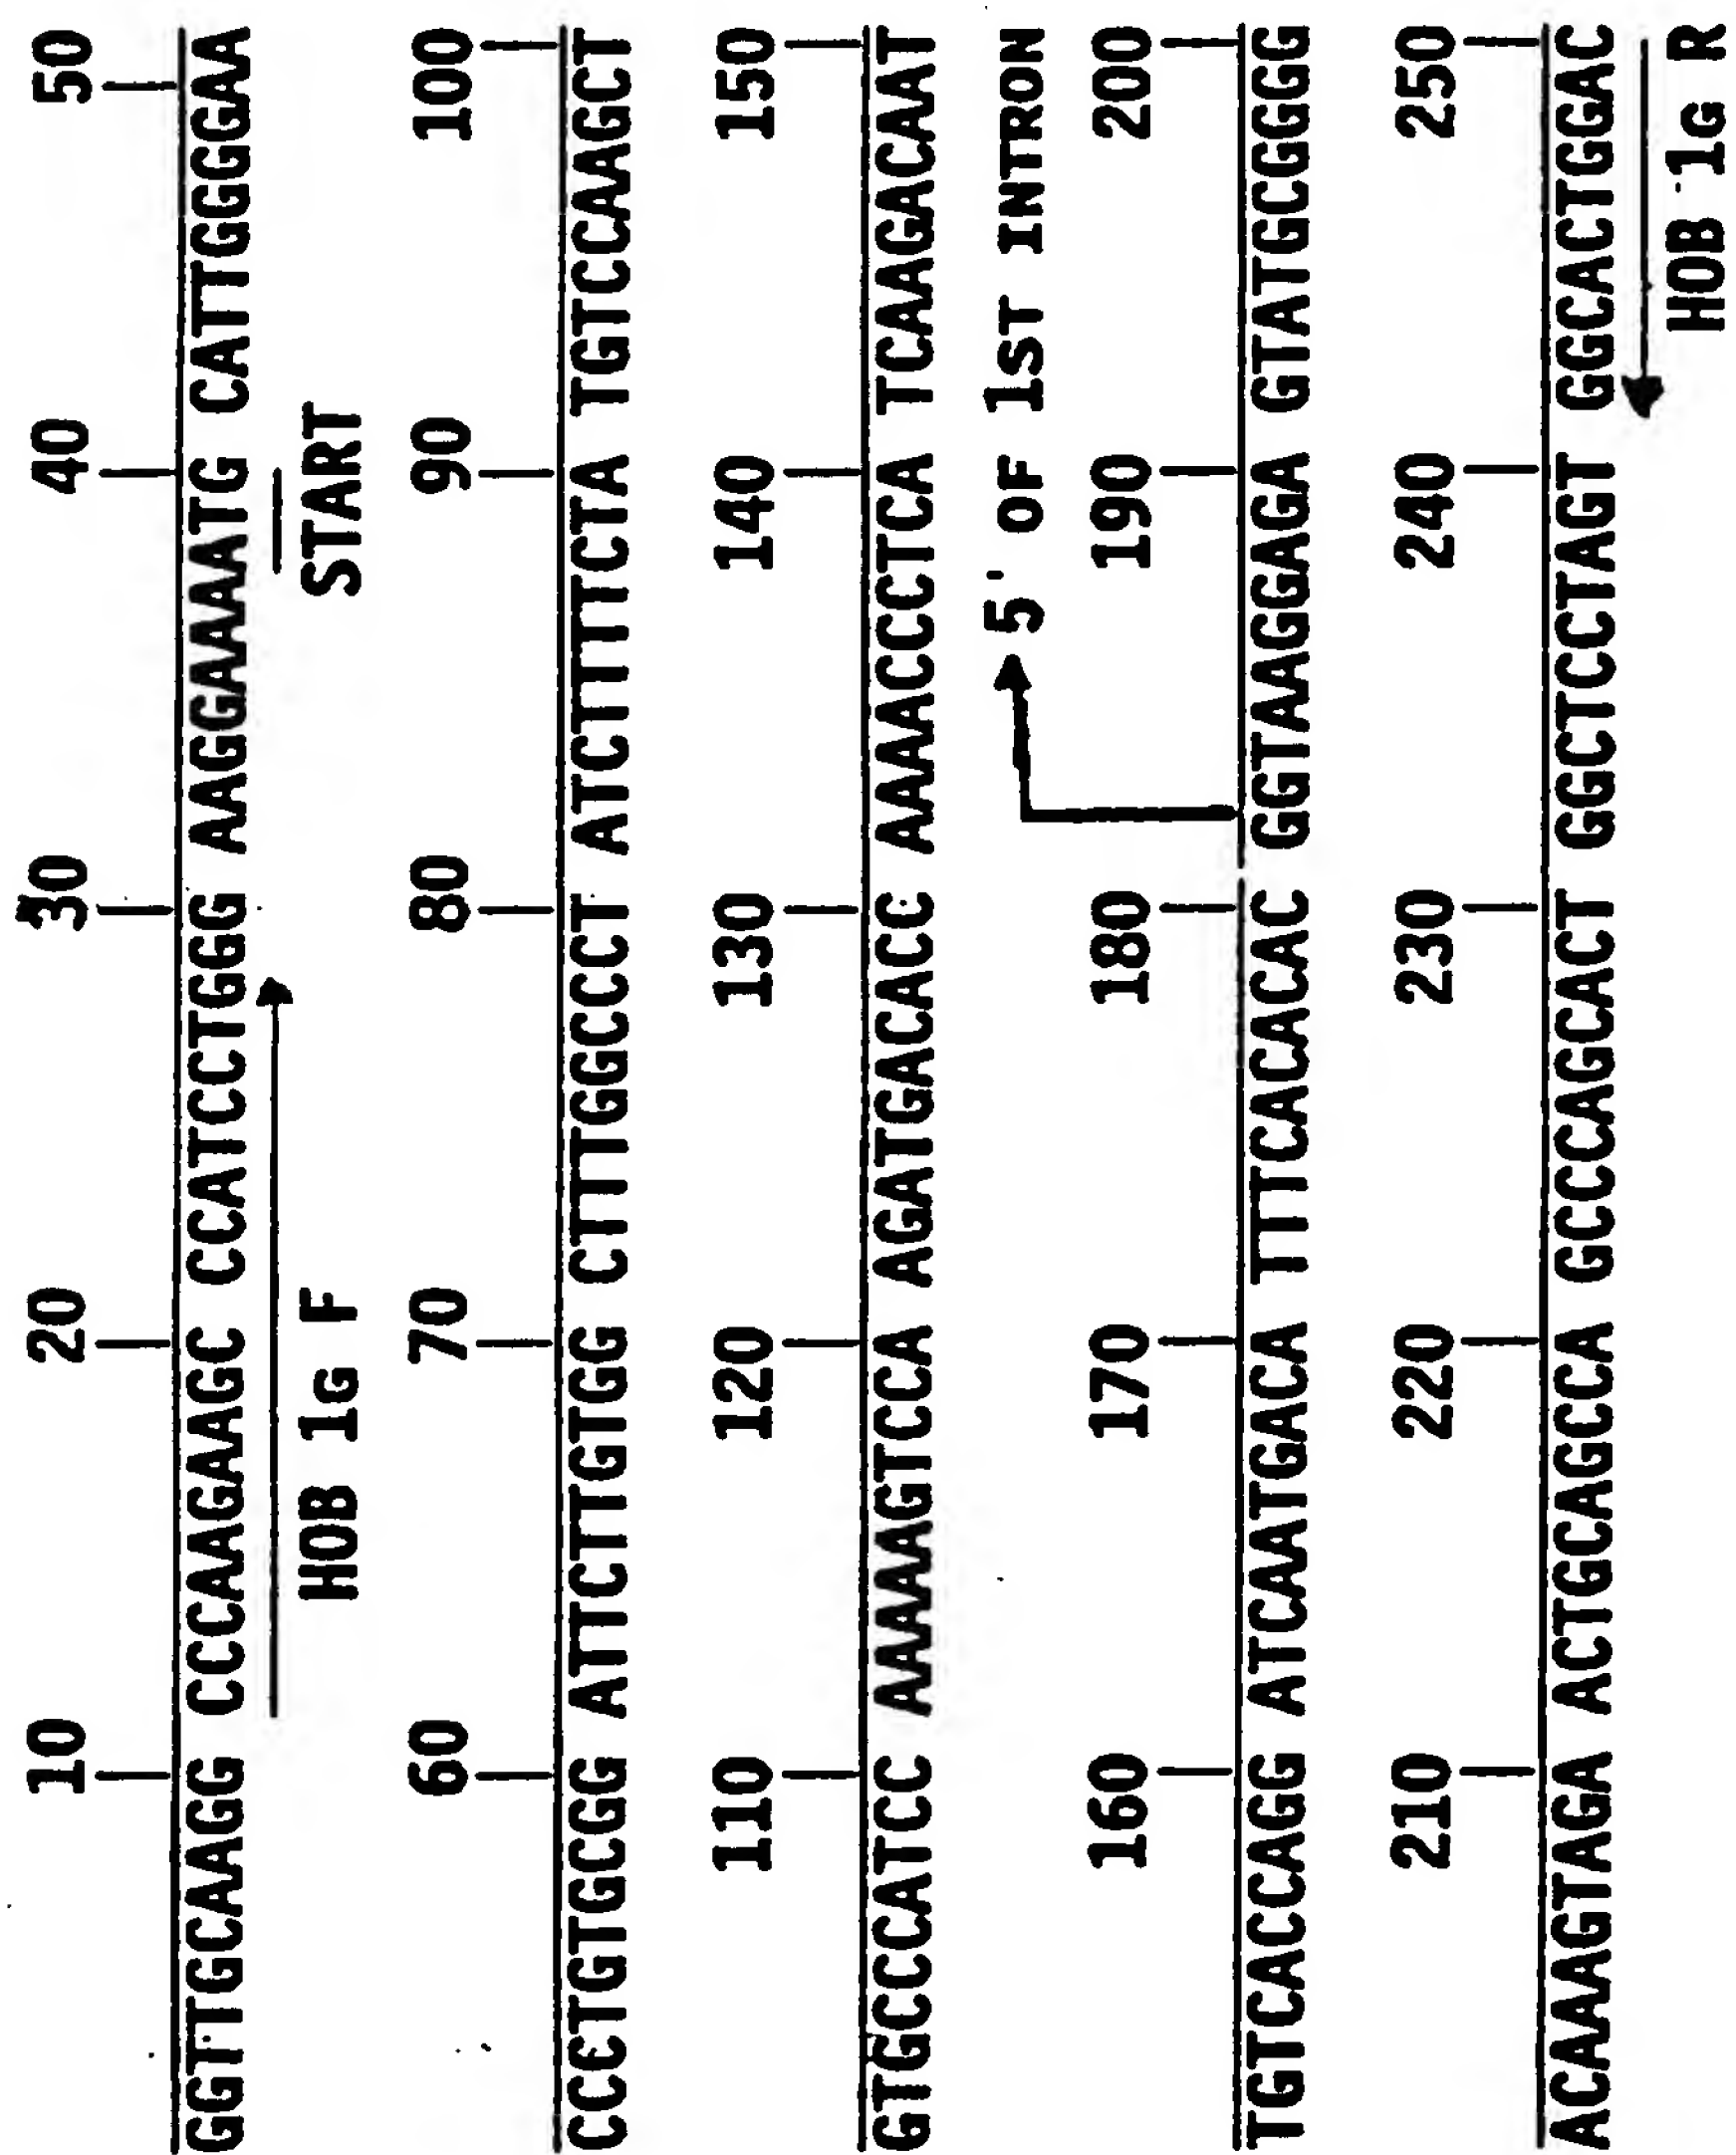 10 20 30 40 50
GGTTGCAAGG CCCAAGAAGC CCATCCTGGG AAGGAAAATG CATTGGGGAA
HOB 1G F START
60 70 80 90 100
CCCTGTGCGG ATTCTTGTGG CTTTGGCCCT ATCTTTTCTA TGTCCAAGCT
110 120 130 140 150
GTGCCCATCC AAAAAGTCCA AGATGACACC AAAACCCTCA TCAAGACAAT
5' OF 1ST INTRON
160 170 180 190 200
TGTCACCAGG ATCAATGACA TTTCACACAC GGTAAGGAGA GTATGCGGGG
210 220 230 240 250
ACAAAGTAGA ACTGCAGCCA GCCCAGCACT GGCTCCTAGT GGCACTGGAC
HOB 1G R